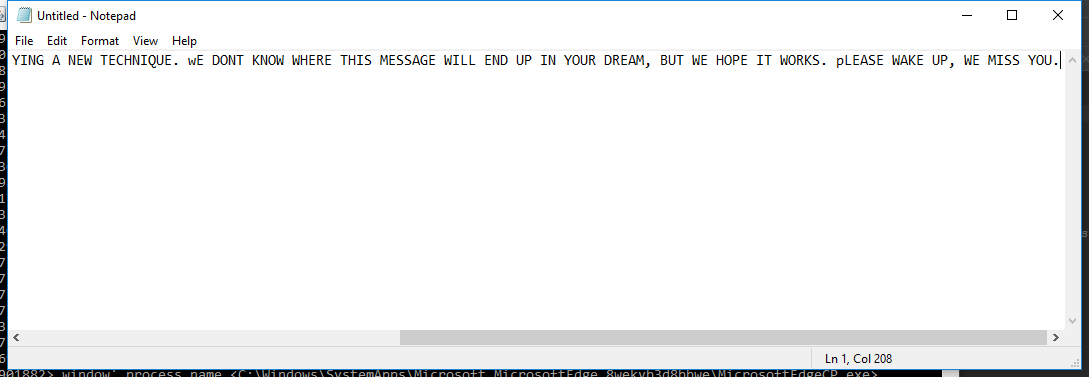 Untitled - Notepad
File Edit Format View Help
YING A NEW TECHNIQUE. wE DONT KNOW WHERE THIS MESSAGE WILL END UP IN YOUR DREAM, BUT WE HOPE IT WORKS. pLEASE WAKE UP, WE MISS YOU.
Ln 1, Col 208
001882> window' process name <C:\Windows\SystemApps\Microsoft.MicrosoftEdge_8wekyb3d8bbwe\MicrosoftEdgeCP.exe>